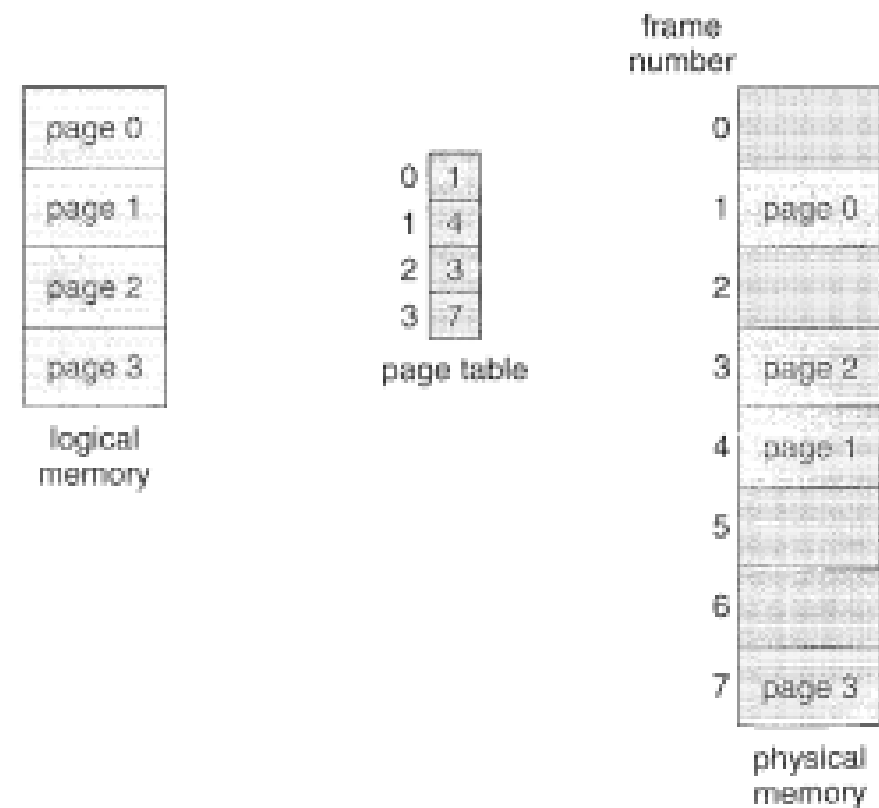 frame
number
page 0
page 1
page 2
page 3
logical
memory
0 1
1 4
2 3
3 7
page table
0
1 page 0
2
3 page 2
4 page 1
5
6
7 page 3
physical
memory